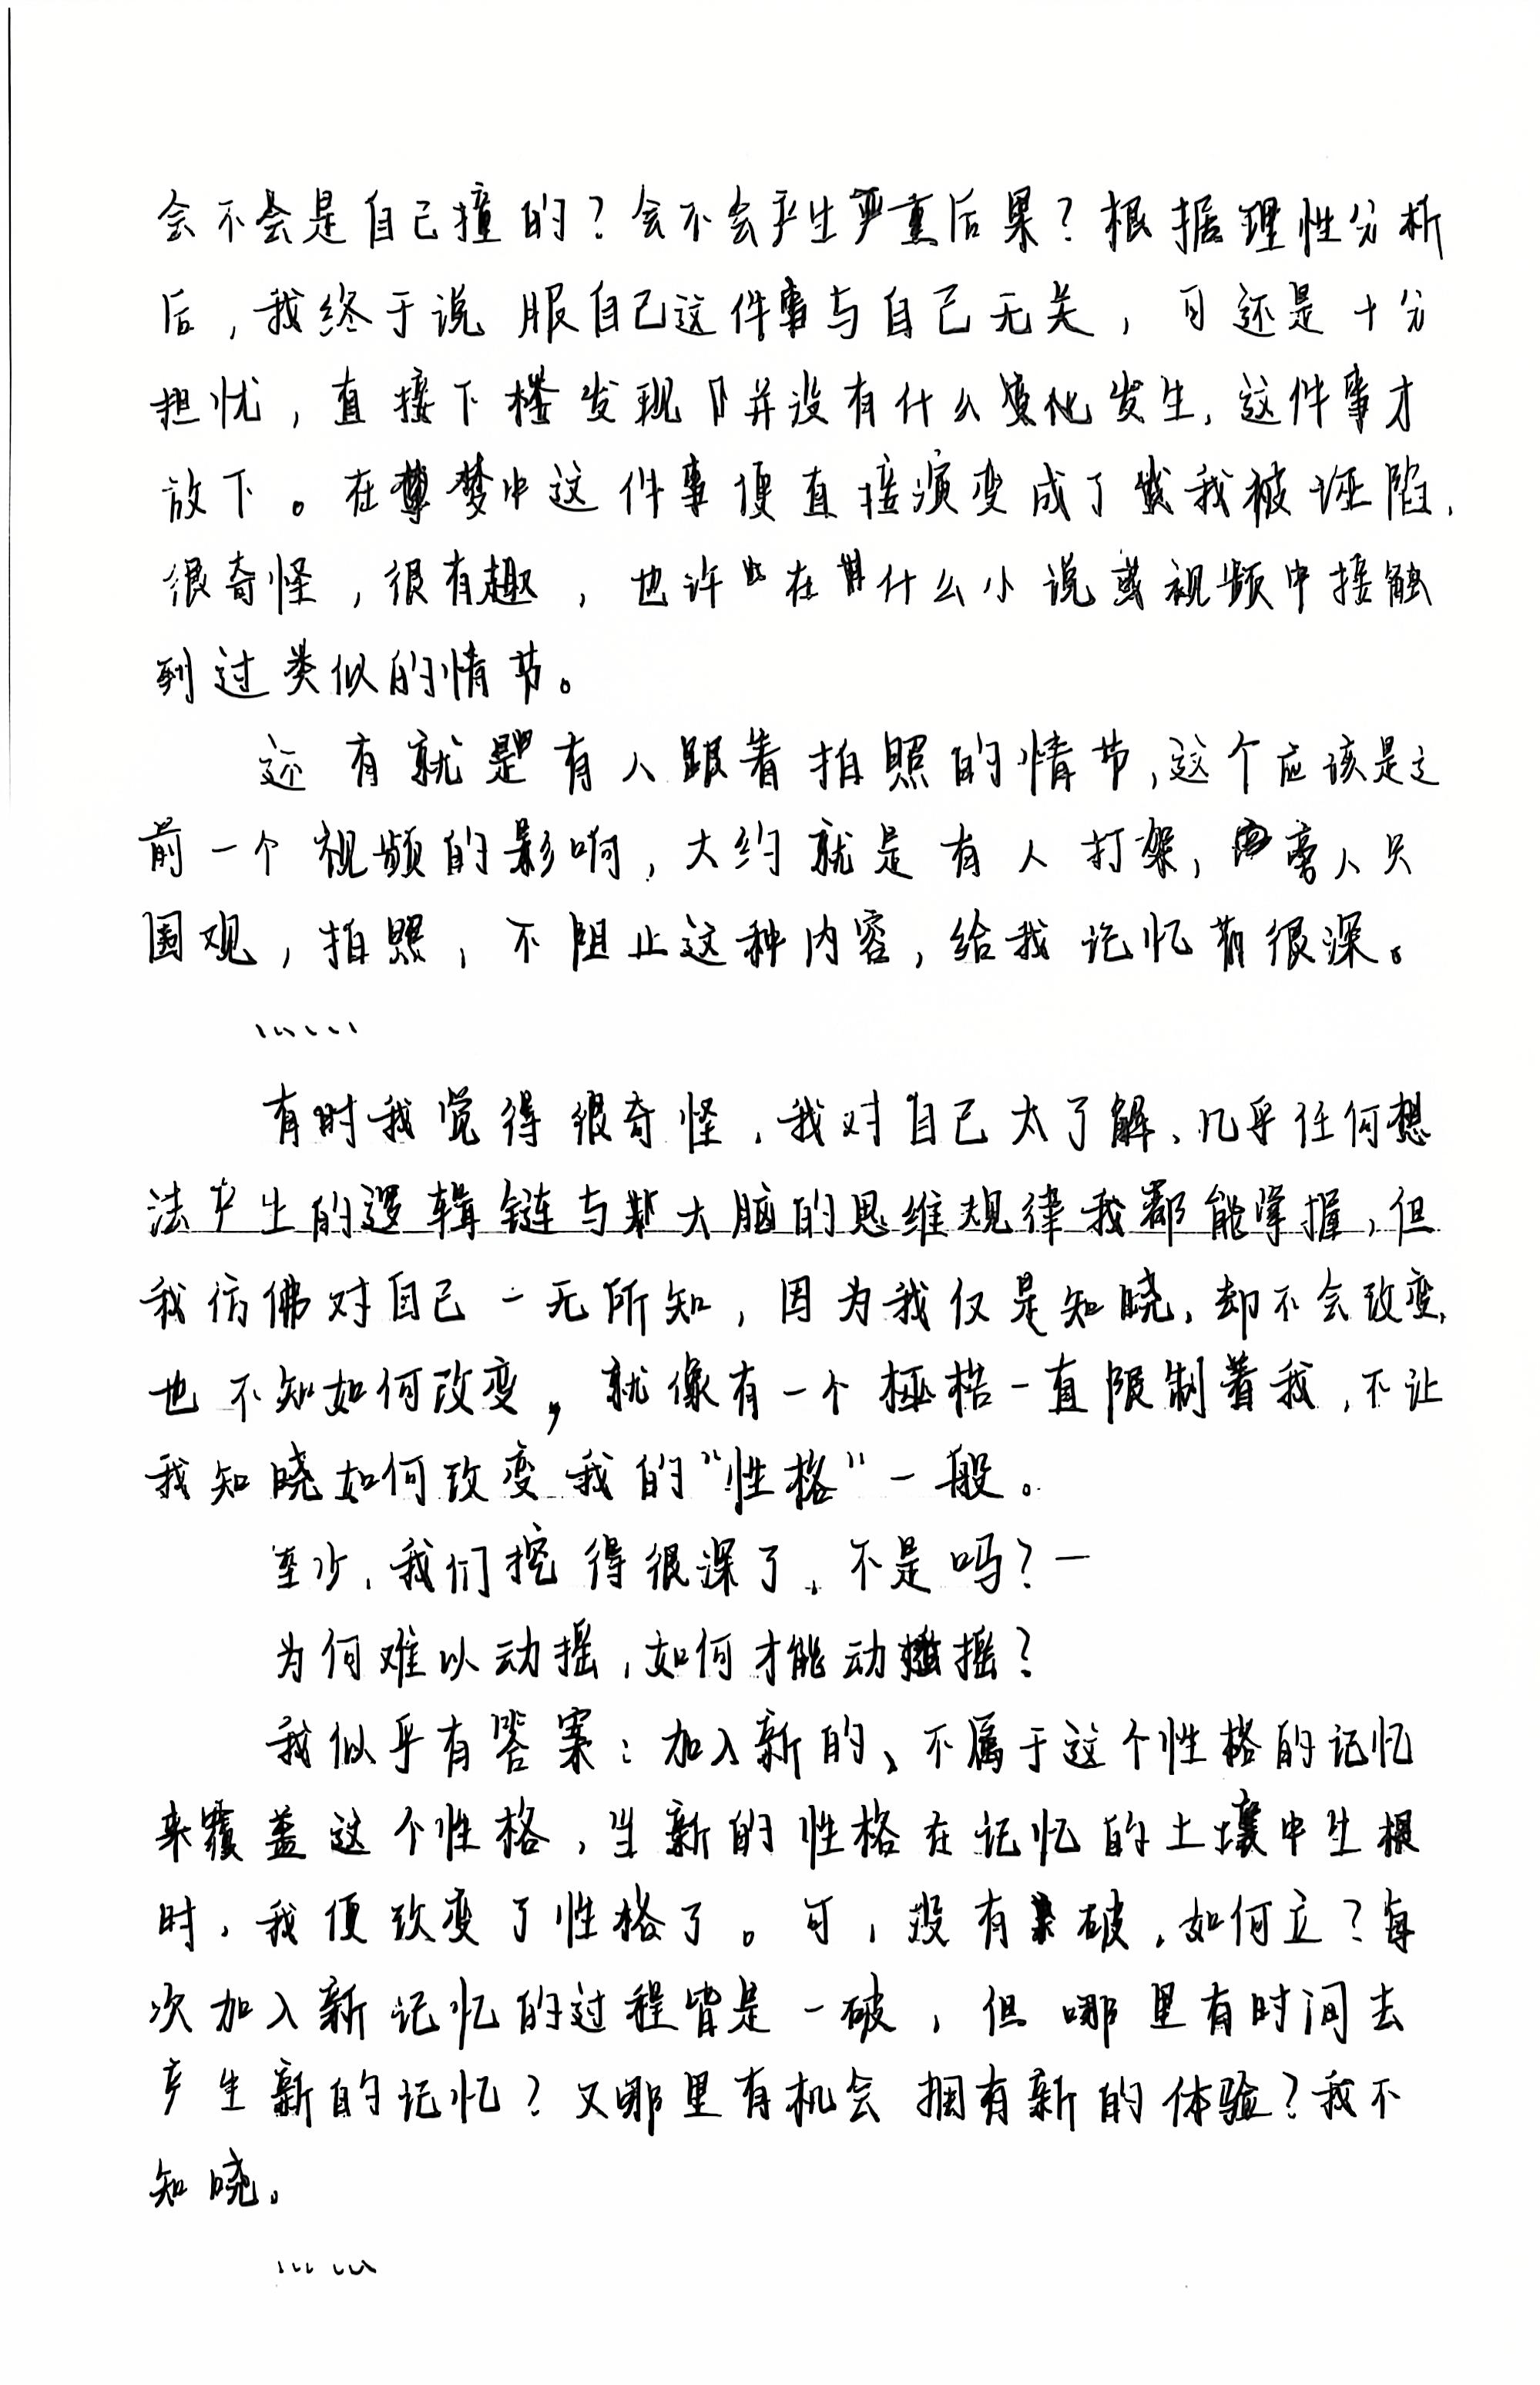 会不会是自己撞的？会不会产生严重后果？根据理性分析
后，我终于说服自己这件事与自己无关，可还是十分
担忧，直接下楼发现并没有什么变化发生，这件事才
放下。在梦中这件事便直接演变成了我被诬陷，
很奇怪，很有趣，也许在什么小说或视频中接触
到过类似的情节。
还有就是有人跟着拍照的情节，这个应该是之
前一个视频的影响，大约就是有人打架，旁人只
围观，拍照，不阻止这种内容，给我记忆很深。
……
有时我觉得很奇怪，我对自己太了解、几乎任何想
法产生的逻辑链与大脑的思维规律我都能掌握，但
我仿佛对自己一无所知，因为我仅是知晓，却不会改变，
也不知如何改变，就像有一个桎梏一直限制着我，不让
我知晓如何改变我的“性格”一般。
至少，我们挖得很深了，不是吗？—
为何难以动摇，如何才能动摇？
我似乎有答案：加入新的、不属于这个性格的记忆
来覆盖这个性格，当新的性格在记忆的土壤中生根
时，我便改变了性格了。可，没有破，如何立？每
次加入新记忆的过程皆是一破，但哪里有时间去
产生新的记忆？又哪里有机会拥有新的体验？我不
知晓。
……